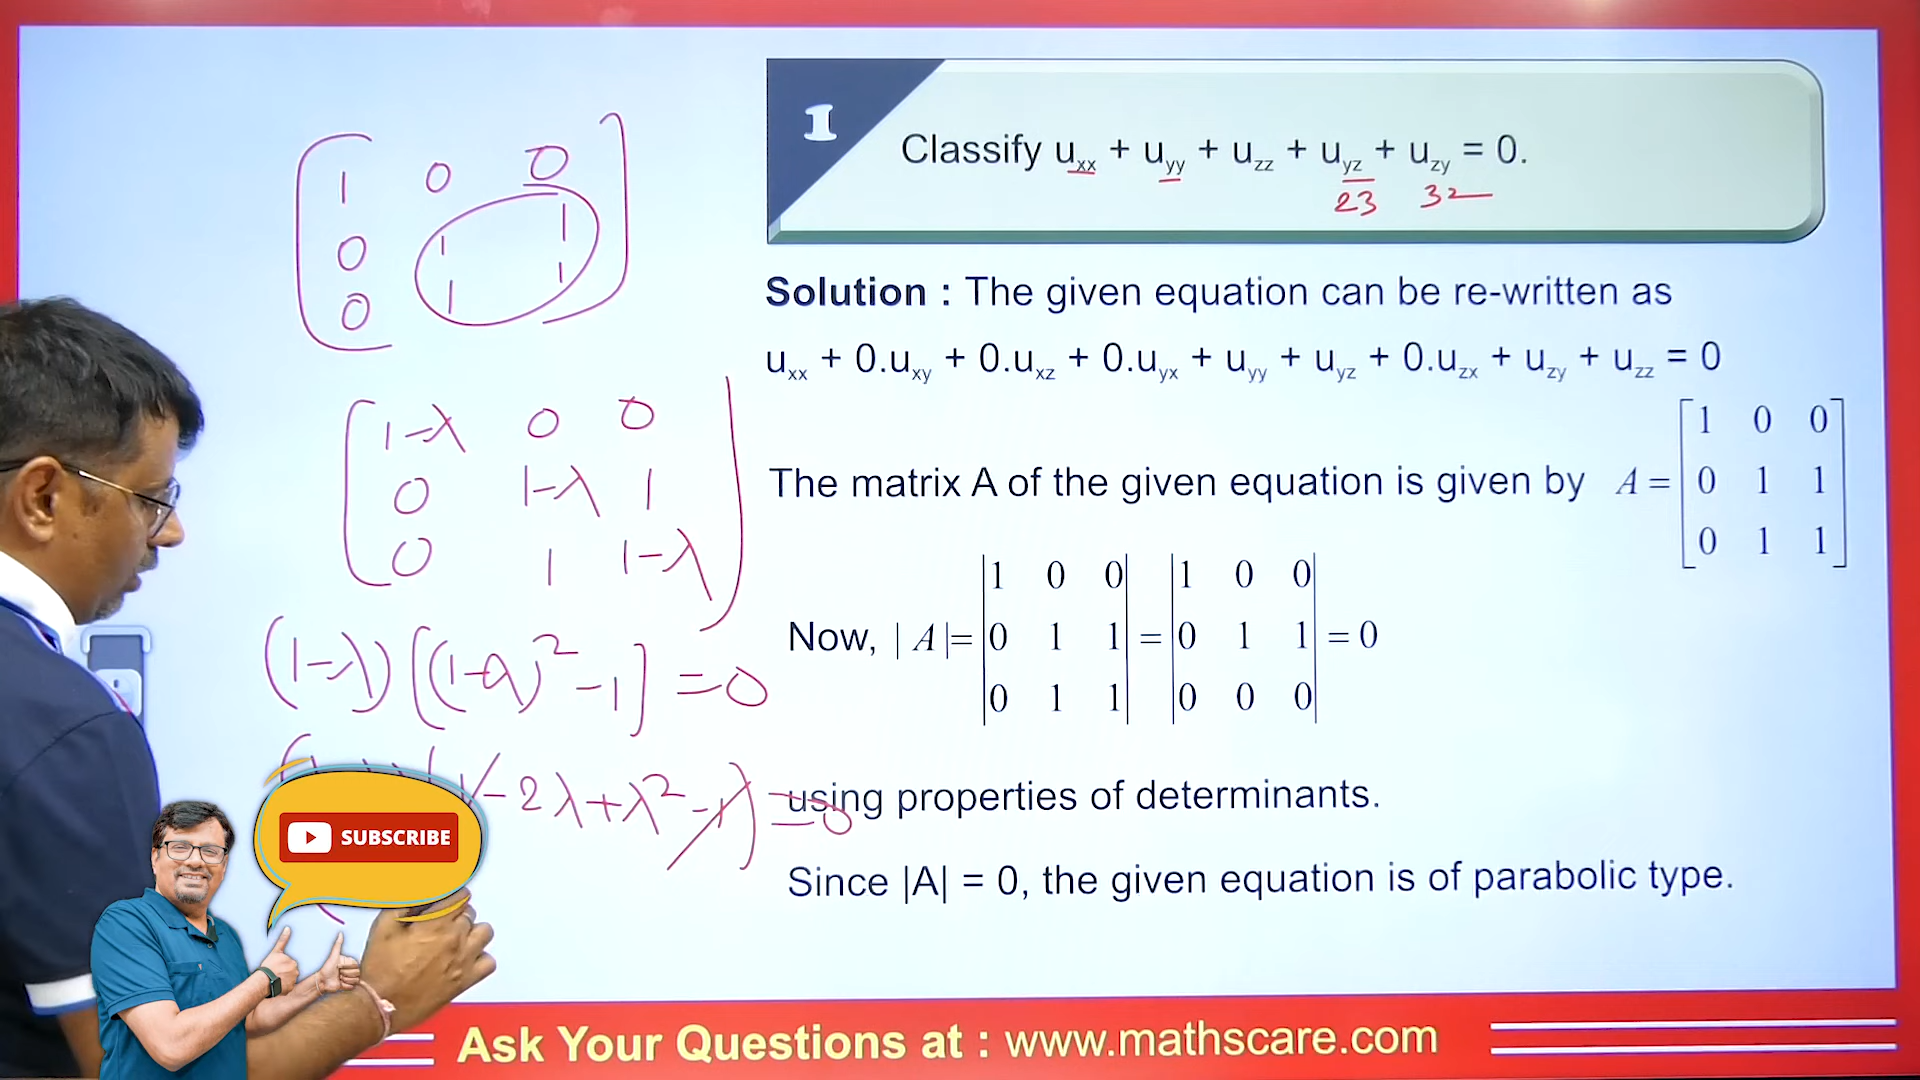 1
Classify uxx + uyy + uzz + uyz + uzy = 0.
23 32
Solution : The given equation can be re-written as
uxx + 0.uxy + 0.uxz + 0.uyx + uyy + uyz + 0.uzx + uzy + uzz = 0
The matrix A of the given equation is given by A = [1 0 0
0 1 1
0 1 1]
Now, | A |= |1 0 0| = |1 0 0| = 0
|0 1 1| |0 1 1|
|0 1 1| |0 0 0|
using properties of determinants.
Since |A| = 0, the given equation is of parabolic type.
1 0 0
0 1 1
0 1 1
1-λ 0 0
0 1-λ 1
0 1 1-λ
(1-λ)[(1-λ)² -1] =0
- 2λ+λ² -1) =0
SUBSCRIBE
Ask Your Questions at : www.mathscare.com